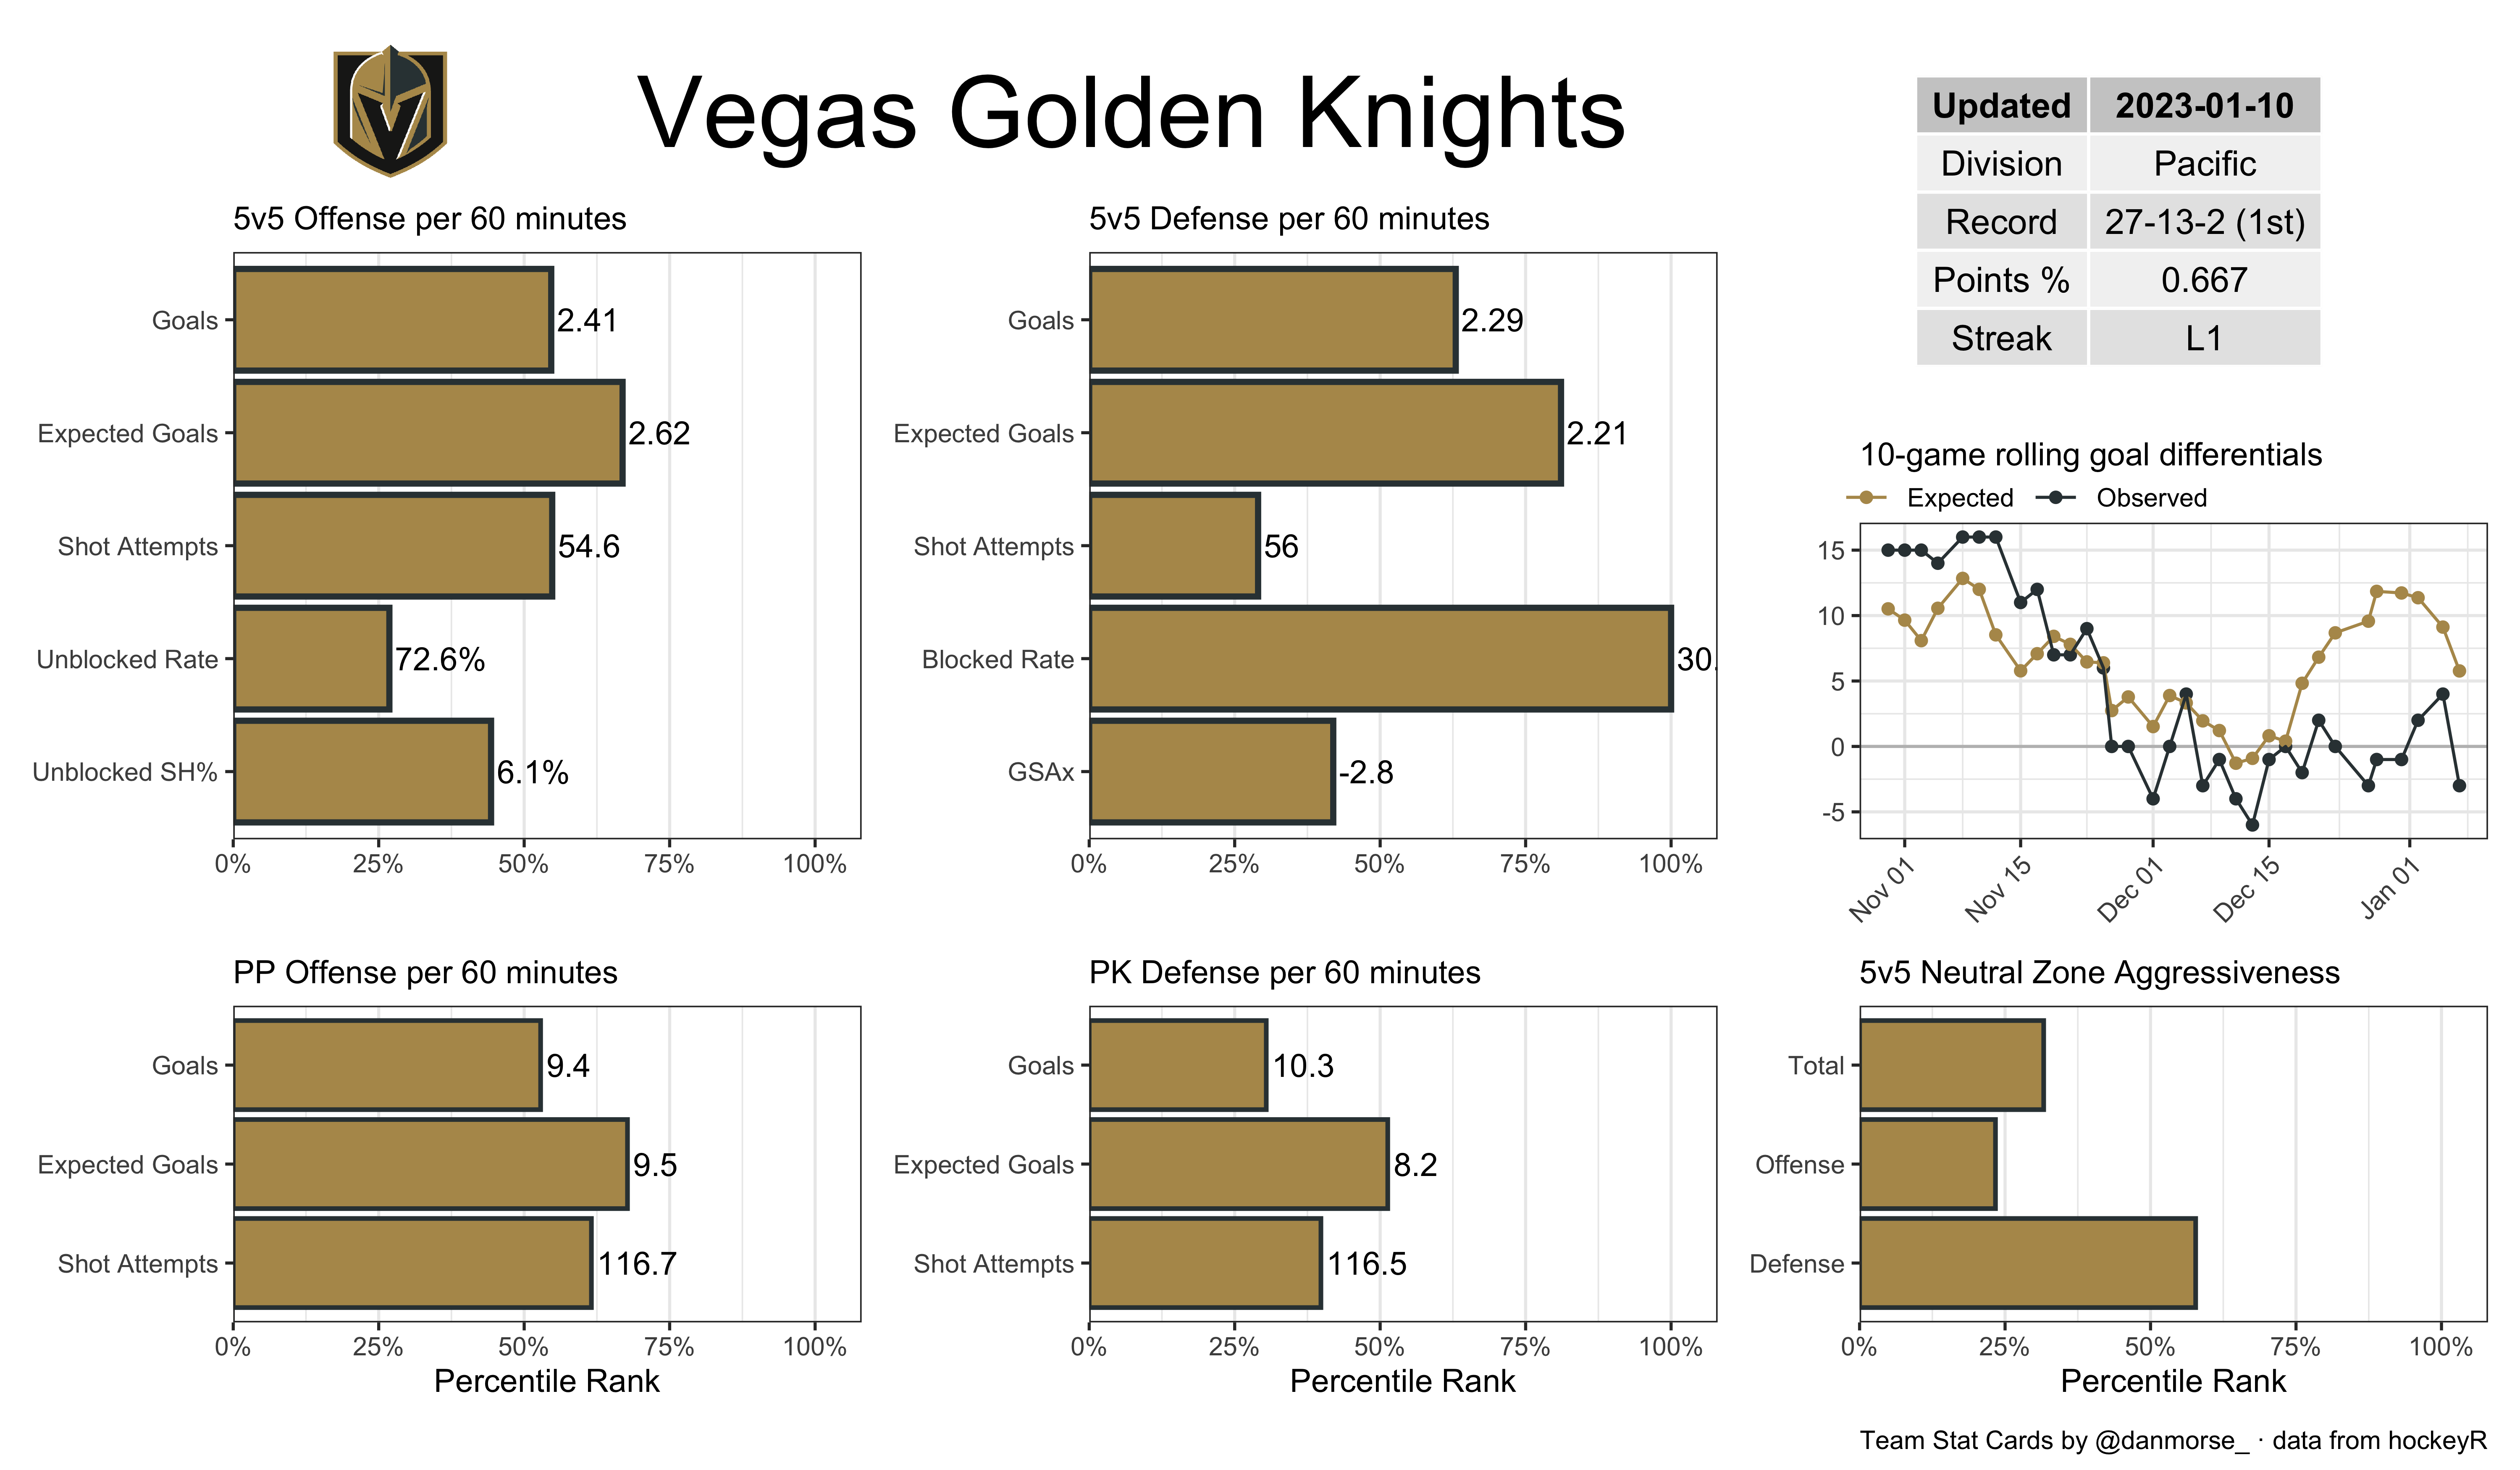 Vegas Golden Knights
Updated 2023-01-10
Division Pacific
Record 27-13-2 (1st)
Points % 0.667
Streak L1
5v5 Offense per 60 minutes
Goals 2.41
Expected Goals 2.62
Shot Attempts 54.6
Unblocked Rate 72.6%
Unblocked SH% 6.1%
0% 25% 50% 75% 100%
5v5 Defense per 60 minutes
Goals 2.29
Expected Goals 2.21
Shot Attempts 56
Blocked Rate 30.
GSAx -2.8
0% 25% 50% 75% 100%
10-game rolling goal differentials
Expected Observed
15
10
5
0
-5
Nov 01 Nov 15 Dec 01 Dec 15 Jan 01
PP Offense per 60 minutes
Goals 9.4
Expected Goals 9.5
Shot Attempts 116.7
0% 25% 50% 75% 100%
Percentile Rank
PK Defense per 60 minutes
Goals 10.3
Expected Goals 8.2
Shot Attempts 116.5
0% 25% 50% 75% 100%
Percentile Rank
5v5 Neutral Zone Aggressiveness
Total
Offense
Defense
0% 25% 50% 75% 100%
Percentile Rank
Team Stat Cards by @danmorse_ · data from hockeyR